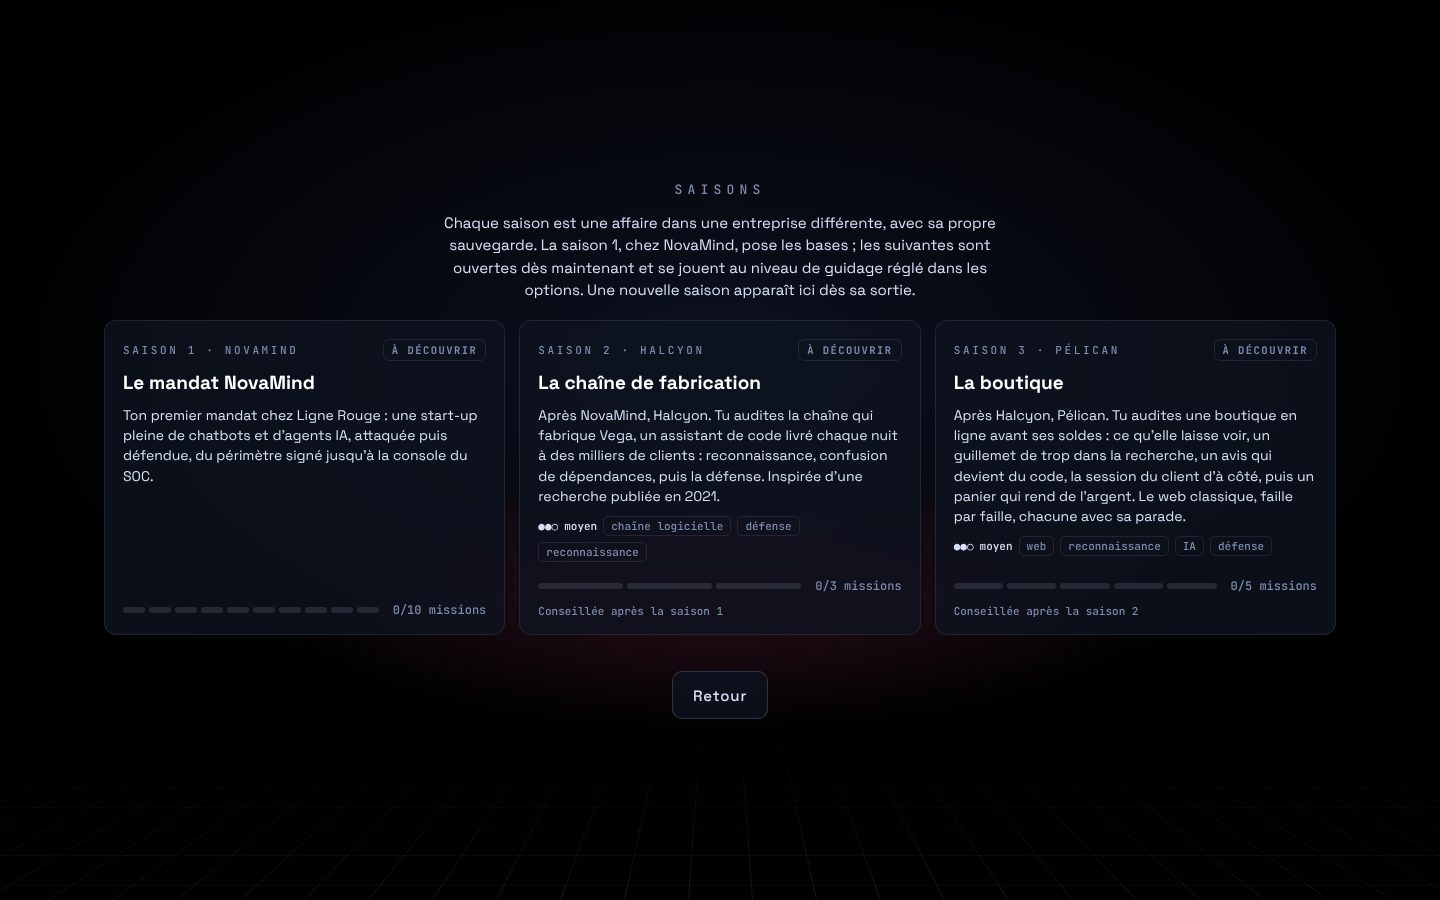 SAISONS
Chaque saison est une affaire dans une entreprise différente, avec sa propre
sauvegarde. La saison 1, chez NovaMind, pose les bases ; les suivantes sont
ouvertes dès maintenant et se jouent au niveau de guidage réglé dans les
options. Une nouvelle saison apparaît ici dès sa sortie.
SAISON 1 · NOVAMIND
À DÉCOUVRIR
Le mandat NovaMind
Ton premier mandat chez Ligne Rouge : une start-up
pleine de chatbots et d'agents IA, attaquée puis
défendue, du périmètre signé jusqu'à la console du
SOC.
0/10 missions
SAISON 2 · HALCYON
À DÉCOUVRIR
La chaîne de fabrication
Après NovaMind, Halcyon. Tu audites la chaîne qui
fabrique Vega, un assistant de code livré chaque nuit
à des milliers de clients : reconnaissance, confusion
de dépendances, puis la défense. Inspirée d'une
recherche publiée en 2021.
●●○ moyen chaîne logicielle défense
reconnaissance
0/3 missions
Conseillée après la saison 1
SAISON 3 · PÉLICAN
À DÉCOUVRIR
La boutique
Après Halcyon, Pélican. Tu audites une boutique en
ligne avant ses soldes : ce qu'elle laisse voir, un
guillemet de trop dans la recherche, un avis qui
devient du code, la session du client d'à côté, puis un
panier qui rend de l'argent. Le web classique, faille
par faille, chacune avec sa parade.
●●○ moyen web reconnaissance IA défense
0/5 missions
Conseillée après la saison 2
Retour